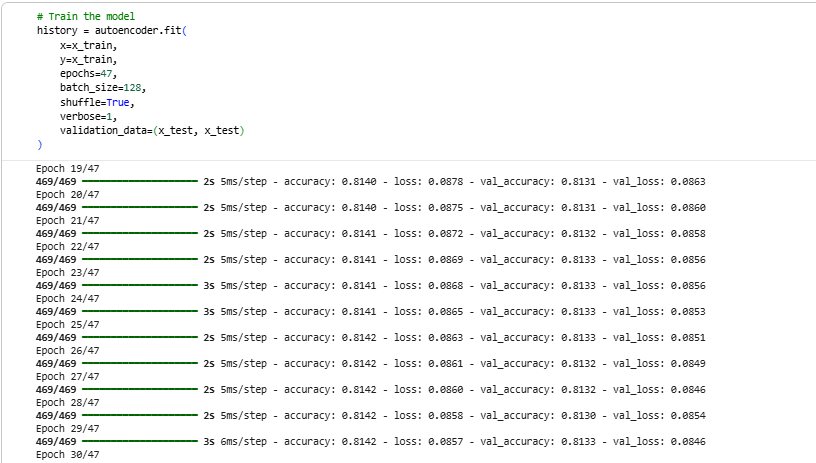 # Train the model
history = autoencoder.fit(
    x=x_train,
    y=x_train,
    epochs=47,
    batch_size=128,
    shuffle=True,
    verbose=1,
    validation_data=(x_test, x_test)
)
Epoch 19/47
469/469 ━━━━━━━━━━━━━━━━━━━━ 2s 5ms/step - accuracy: 0.8140 - loss: 0.0878 - val_accuracy: 0.8131 - val_loss: 0.0863
Epoch 20/47
469/469 ━━━━━━━━━━━━━━━━━━━━ 2s 5ms/step - accuracy: 0.8140 - loss: 0.0875 - val_accuracy: 0.8131 - val_loss: 0.0860
Epoch 21/47
469/469 ━━━━━━━━━━━━━━━━━━━━ 2s 5ms/step - accuracy: 0.8141 - loss: 0.0872 - val_accuracy: 0.8132 - val_loss: 0.0858
Epoch 22/47
469/469 ━━━━━━━━━━━━━━━━━━━━ 2s 5ms/step - accuracy: 0.8141 - loss: 0.0869 - val_accuracy: 0.8133 - val_loss: 0.0856
Epoch 23/47
469/469 ━━━━━━━━━━━━━━━━━━━━ 3s 5ms/step - accuracy: 0.8141 - loss: 0.0868 - val_accuracy: 0.8133 - val_loss: 0.0856
Epoch 24/47
469/469 ━━━━━━━━━━━━━━━━━━━━ 3s 5ms/step - accuracy: 0.8141 - loss: 0.0865 - val_accuracy: 0.8133 - val_loss: 0.0853
Epoch 25/47
469/469 ━━━━━━━━━━━━━━━━━━━━ 2s 5ms/step - accuracy: 0.8142 - loss: 0.0863 - val_accuracy: 0.8133 - val_loss: 0.0851
Epoch 26/47
469/469 ━━━━━━━━━━━━━━━━━━━━ 2s 5ms/step - accuracy: 0.8142 - loss: 0.0861 - val_accuracy: 0.8132 - val_loss: 0.0849
Epoch 27/47
469/469 ━━━━━━━━━━━━━━━━━━━━ 2s 5ms/step - accuracy: 0.8142 - loss: 0.0860 - val_accuracy: 0.8132 - val_loss: 0.0846
Epoch 28/47
469/469 ━━━━━━━━━━━━━━━━━━━━ 2s 5ms/step - accuracy: 0.8142 - loss: 0.0858 - val_accuracy: 0.8130 - val_loss: 0.0854
Epoch 29/47
469/469 ━━━━━━━━━━━━━━━━━━━━ 3s 6ms/step - accuracy: 0.8142 - loss: 0.0857 - val_accuracy: 0.8133 - val_loss: 0.0846
Epoch 30/47